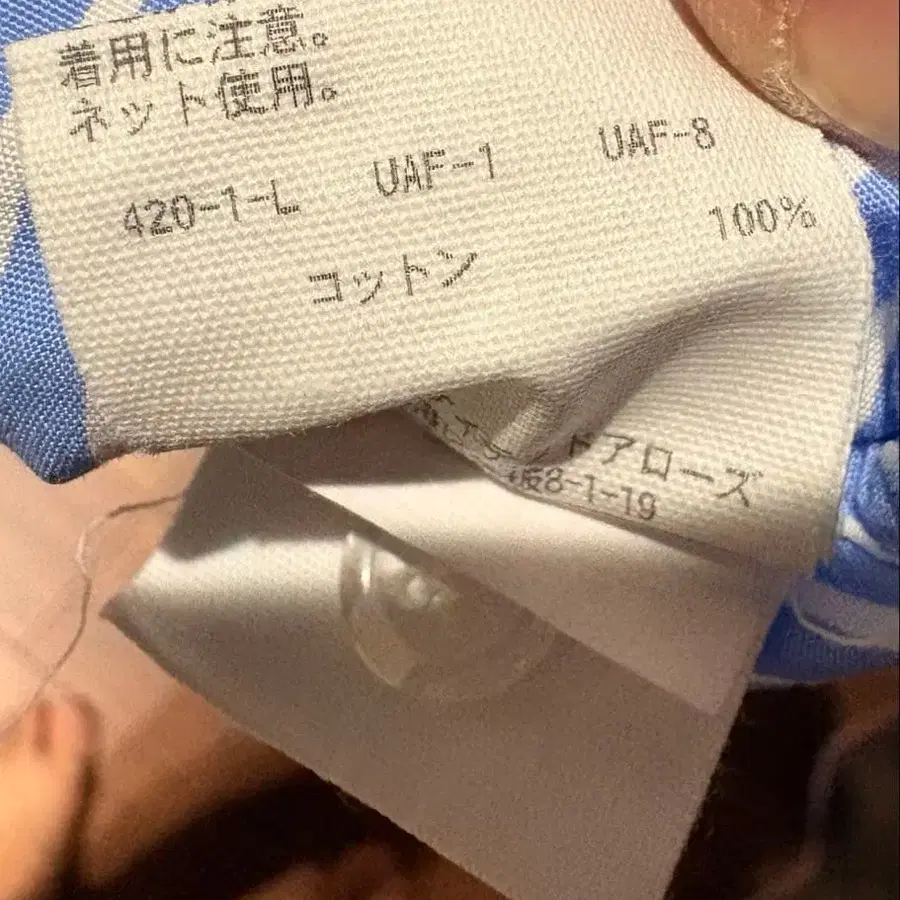 着用に注意。
ネット使用。
420-1-L UAF-1 UAF-8
コットン 100%
ドアローズ
8-1-19